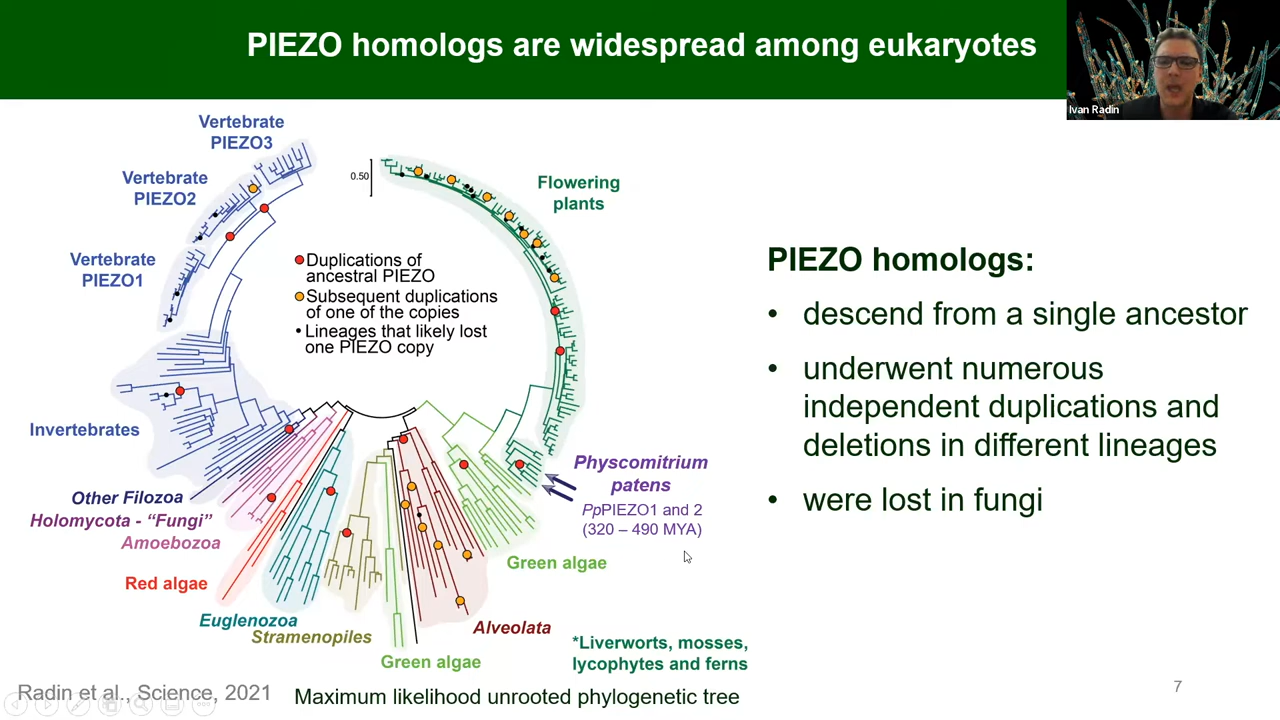 PIEZO homologs are widespread among eukaryotes
Ivan Radin
Vertebrate
PIEZO3
Vertebrate
PIEZO2
Vertebrate
PIEZO1
Invertebrates
Other Filozoa
Holomycota - “Fungi”
Amoebozoa
Red algae
Euglenozoa
Stramenopiles
Green algae
Alveolata
Green algae
*Liverworts, mosses,
lycophytes and ferns
Physcomitrium
patens
PpPIEZO1 and 2
(320 – 490 MYA)
Flowering
plants
0.50
Duplications of
ancestral PIEZO
Subsequent duplications
of one of the copies
• Lineages that likely lost
one PIEZO copy
PIEZO homologs:
• descend from a single ancestor
• underwent numerous
independent duplications and
deletions in different lineages
• were lost in fungi
Radin et al., Science, 2021
Maximum likelihood unrooted phylogenetic tree
7